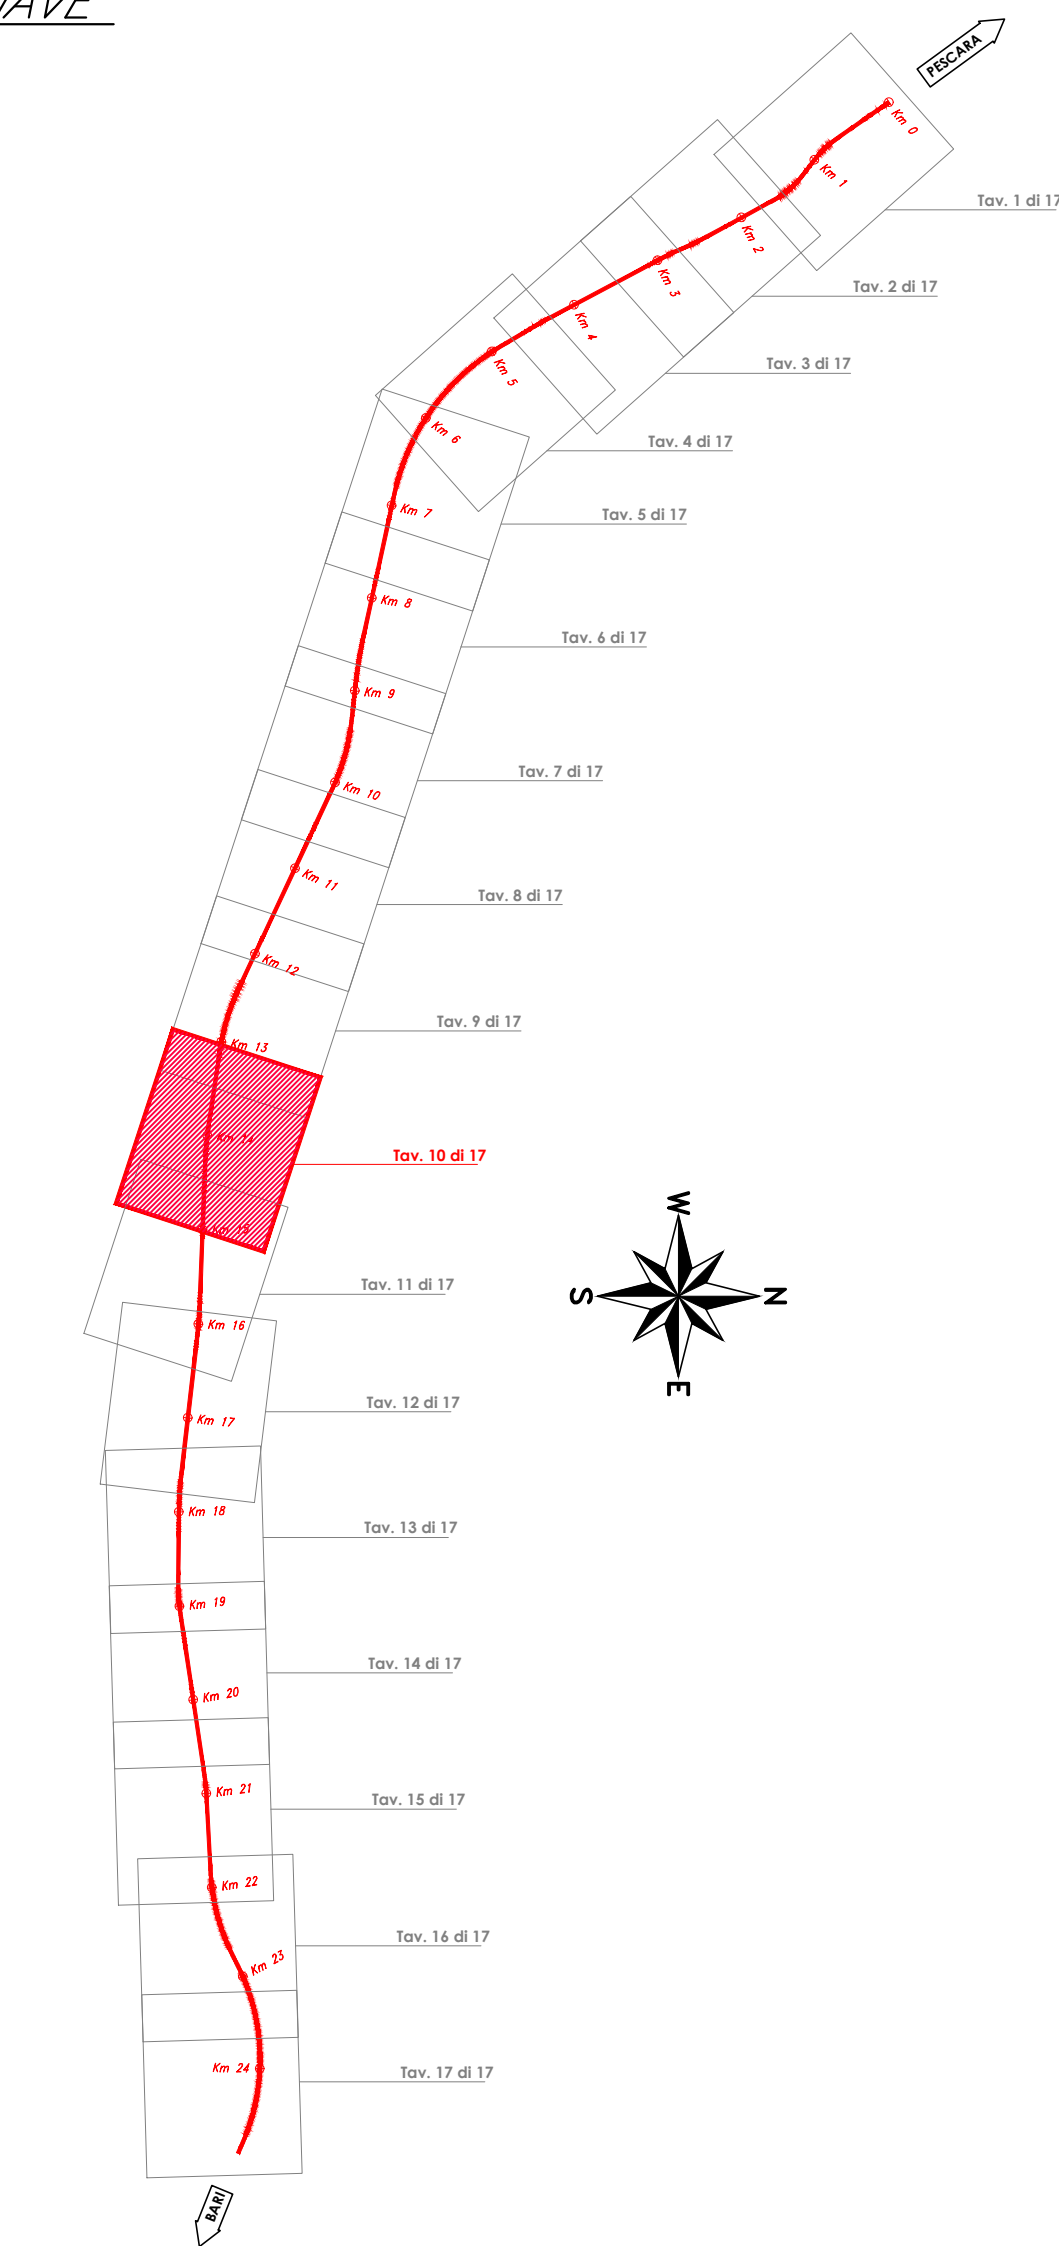 PESCARA
Km 0
Km 1
Tav. 1 di 17
Km 2
Km 3
Tav. 2 di 17
Km 4
Km 5
Tav. 3 di 17
Km 6
Tav. 4 di 17
Km 7
Tav. 5 di 17
Km 8
Tav. 6 di 17
Km 9
Tav. 7 di 17
Km 10
Km 11
Tav. 8 di 17
Km 12
Tav. 9 di 17
Km 13
Km 14
Tav. 10 di 17
W
Km 15
Tav. 11 di 17
S
N
Km 16
E
Tav. 12 di 17
Km 17
Km 18
Tav. 13 di 17
Km 19
Tav. 14 di 17
Km 20
Km 21
Tav. 15 di 17
Km 22
Tav. 16 di 17
Km 23
Km 24
Tav. 17 di 17
BARI